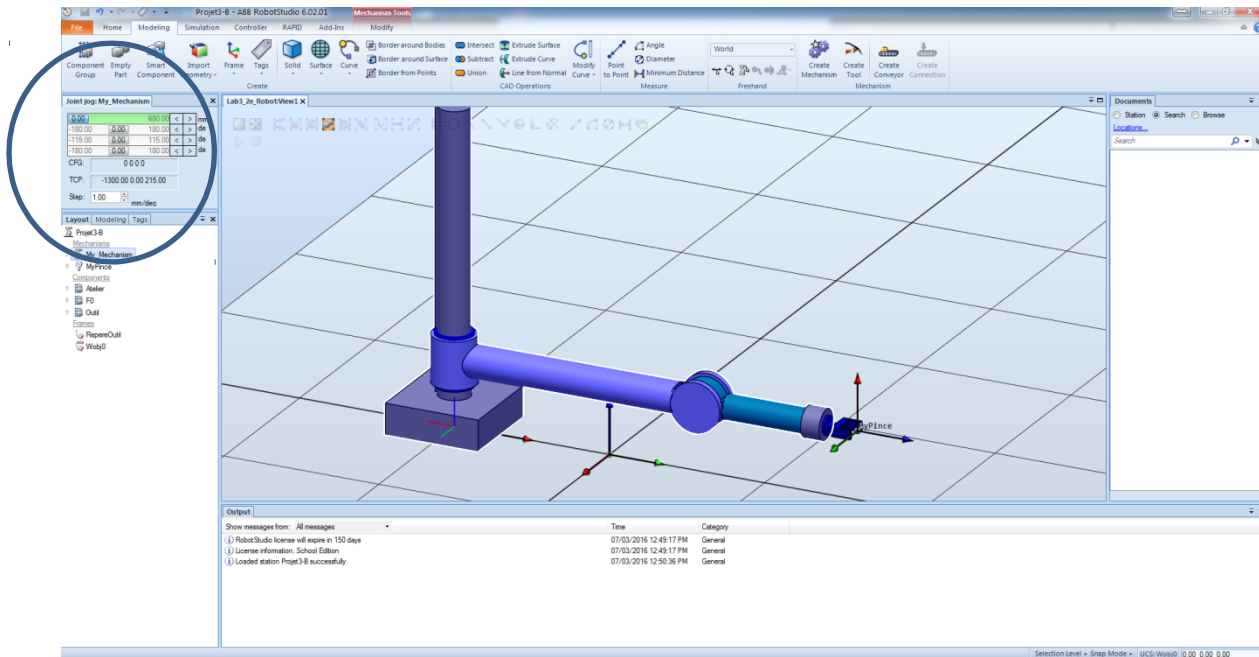 Projet3-B - ABB RobotStudio 6.02.01
Mechanism Tools
File Home Modeling Simulation Controller RAPID Add-Ins Modify
Component Group
Empty Part
Smart Component
Import Geometry
Frame
Tags
Solid
Surface
Curve
Border around Bodies
Border around Surface
Border from Points
Create
Intersect
Subtract
Union
Extrude Surface
Extrude Curve
Line from Normal
Modify Curve
CAD Operations
Point to Point
Angle
Diameter
Minimum Distance
Measure
World
Freehand
Create Mechanism
Create Tool
Create Conveyor
Create Connection
Mechanism
Joint jog: My_Mechanism
0.00 680.00 < > mm
-180.00 0.00 180.00 < > de
-115.00 0.00 115.00 < > de
-180.00 0.00 180.00 < > de
CFG: 0 0 0 0
TCP: -1300.00 0.00 215.00
Step: 1.00 mm/deg
Layout Modeling Tags
Projet3-B
Mechanisms
My_Mechanism
MyPince
Components
Atelier
F0
Outil
Frames
RepereOutil
Wobj0
Lab3_2e_Robot:View1
MyPince
Documents
Station Search Browse
Locations...
Search
Output
Show messages from: All messages Time Category
RobotStudio license will expire in 150 days 07/03/2016 12:49:17 PM General
License information: School Edition 07/03/2016 12:49:17 PM General
Loaded station Projet3-B successfully. 07/03/2016 12:50:36 PM General
Selection Level Snap Mode UCS: Wobj0 0.00 0.00 0.00